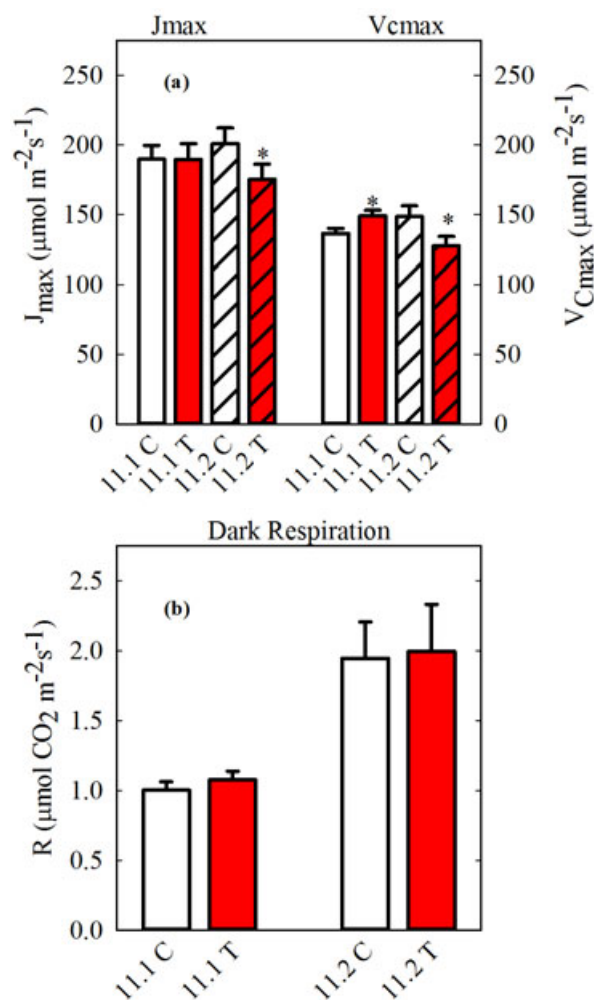 Jmax Vcmax
(a)
Jmax (μmol m-2s-1)
250
200
150
100
50
0
* * *
VCmax (μmol m-2s-1)
250
200
150
100
50
0
11.1 C
11.1 T
11.2 C
11.2 T
11.1 C
11.1 T
11.2 C
11.2 T
Dark Respiration
(b)
R (μmol CO2 m-2s-1)
2.5
2.0
1.5
1.0
0.5
0.0
11.1 C
11.1 T
11.2 C
11.2 T